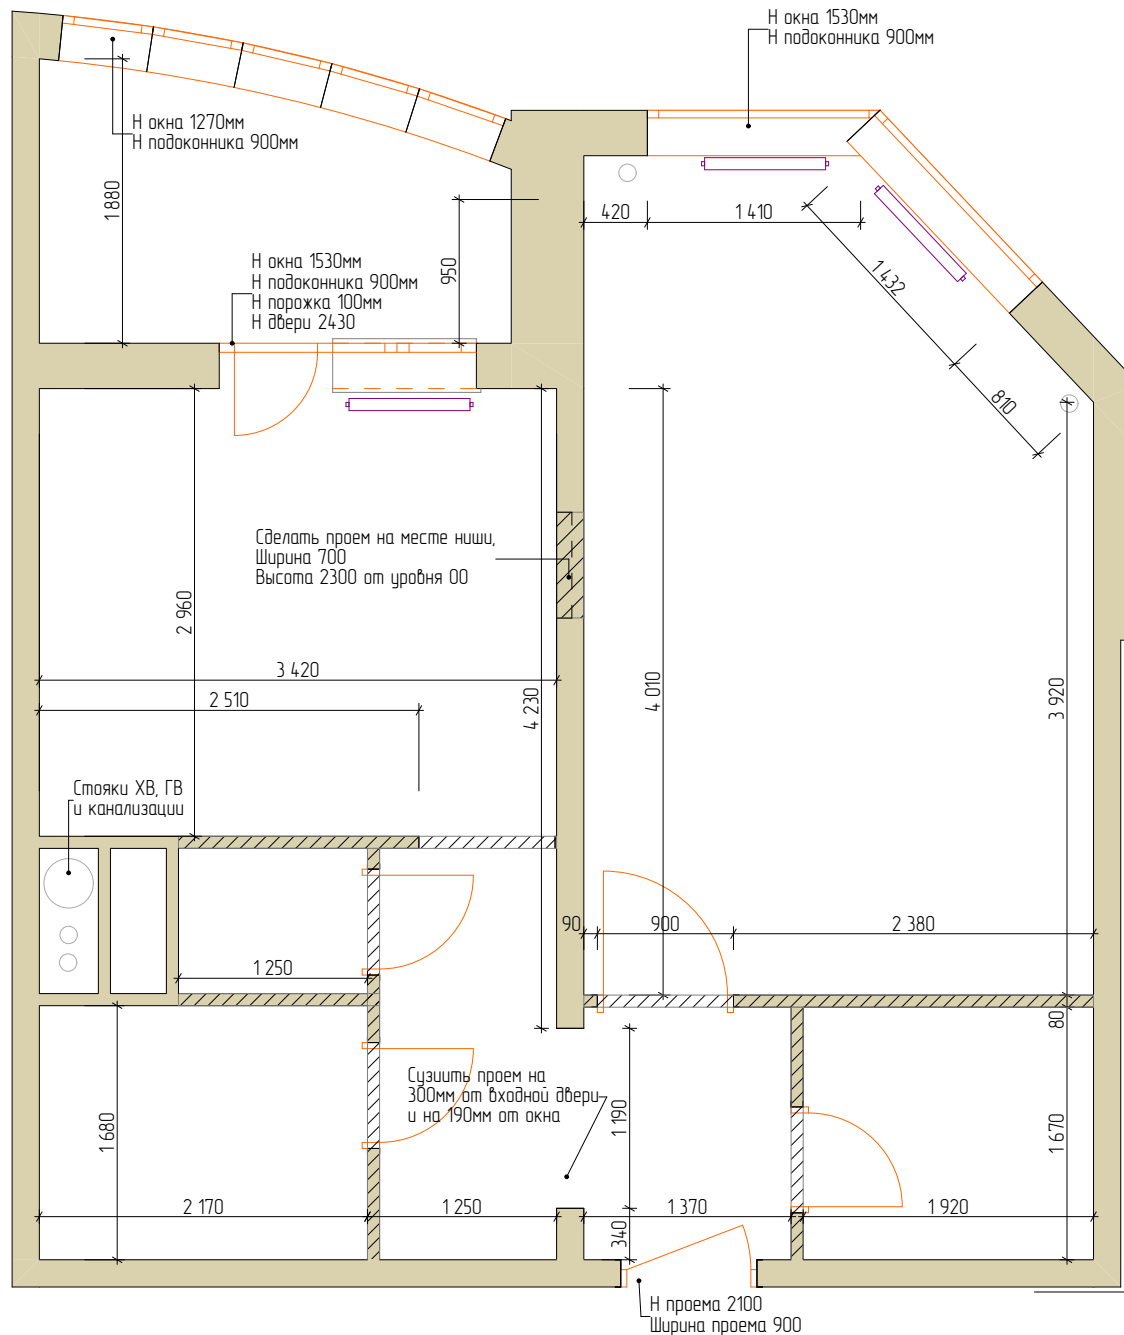 Н окна 1530мм
Н подоконника 900мм
Н окна 1270мм
Н подоконника 900мм
1 880
420
1 410
950
Н окна 1530мм
Н подоконника 900мм
Н порожка 100мм
Н двери 2430
1 432
810
Сделать проем на месте ниши,
Ширина 700
Высота 2300 от уровня 00
2 960
3 420
2 510
4 230
4 010
3 920
Стояки ХВ, ГВ
и канализации
90
900
2 380
1 250
80
Сузиить проем на
300мм от входной двери
и на 190мм от окна
1 680
1 190
1 670
2 170
1 250
1 370
1 920
340
Н проема 2100
Ширина проема 900